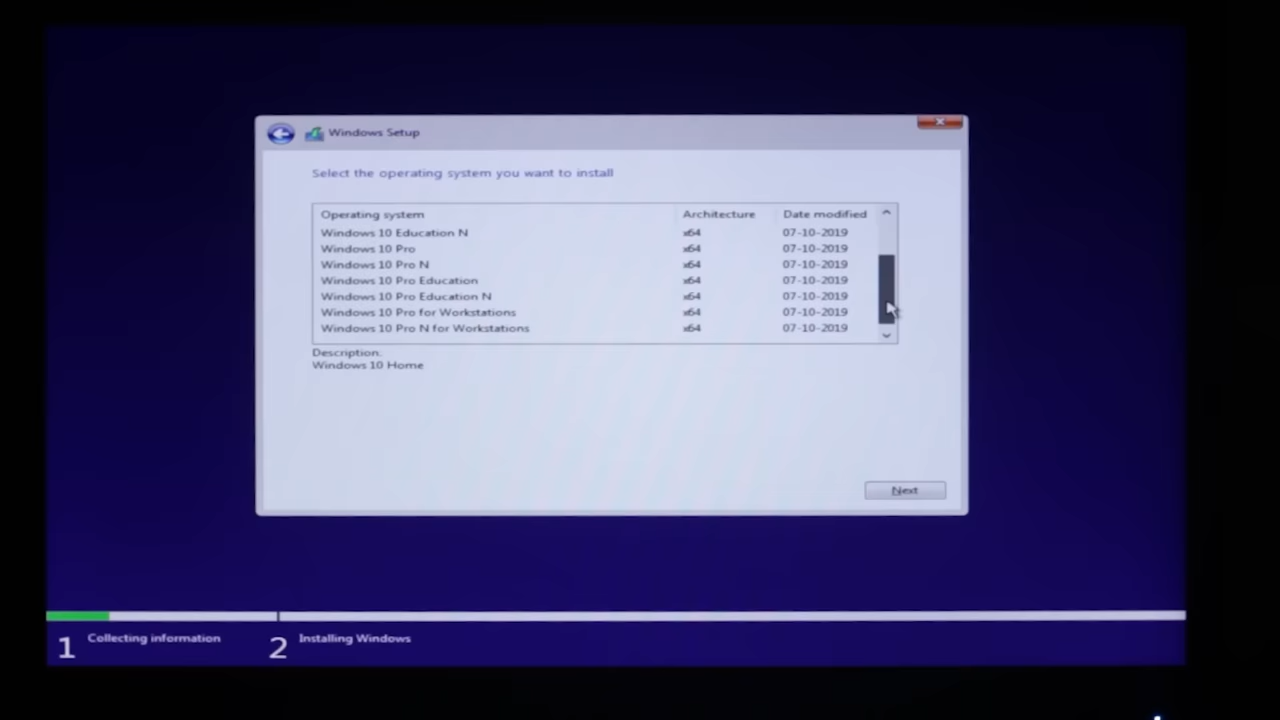 Windows Setup
Select the operating system you want to install
Operating system Architecture Date modified
Windows 10 Education N x64 07-10-2019
Windows 10 Pro x64 07-10-2019
Windows 10 Pro N x64 07-10-2019
Windows 10 Pro Education x64 07-10-2019
Windows 10 Pro Education N x64 07-10-2019
Windows 10 Pro for Workstations x64 07-10-2019
Windows 10 Pro N for Workstations x64 07-10-2019
Description:
Windows 10 Home
Next
1 Collecting information 2 Installing Windows